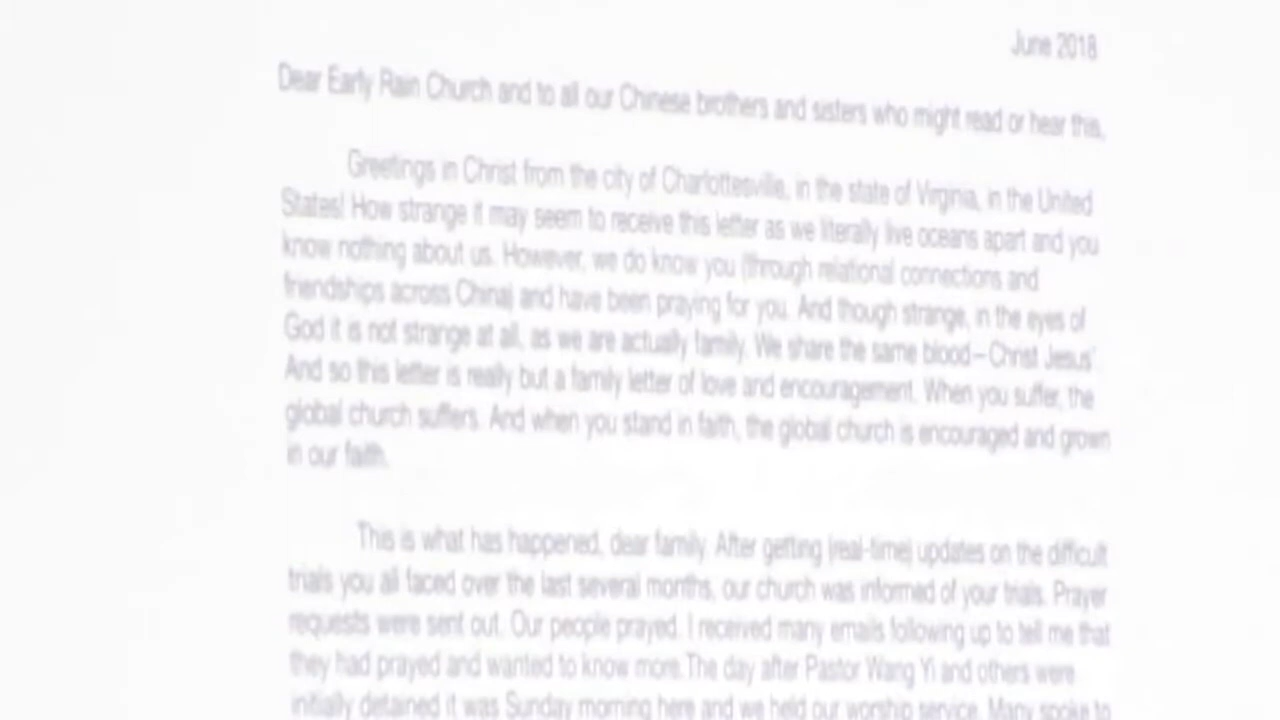 June 2018
Dear Early Rain Church and to all our Chinese brothers and sisters who might read or hear this,
Greetings in Christ from the city of Charlottesville, in the state of Virginia, in the United
States! How strange it may seem to receive this letter as we literally live oceans apart and you
know nothing about us. However, we do know you (through relational connections and
friendships across China) and have been praying for you. And though strange, in the eyes of
God it is not strange at all, as we are actually family. We share the same blood—Christ Jesus'.
And so this letter is really but a family letter of love and encouragement. When you suffer, the
global church suffers. And when you stand in faith, the global church is encouraged and grown
in our faith.
This is what has happened, dear family. After getting (real-time) updates on the difficult
trials you all faced over the last several months, our church was informed of your trials. Prayer
requests were sent out. Our people prayed. I received many emails following up to tell me that
they had prayed and wanted to know more.The day after Pastor Wang Yi and others were
initially detained it was Sunday morning here and we held our worship service. Many spoke to